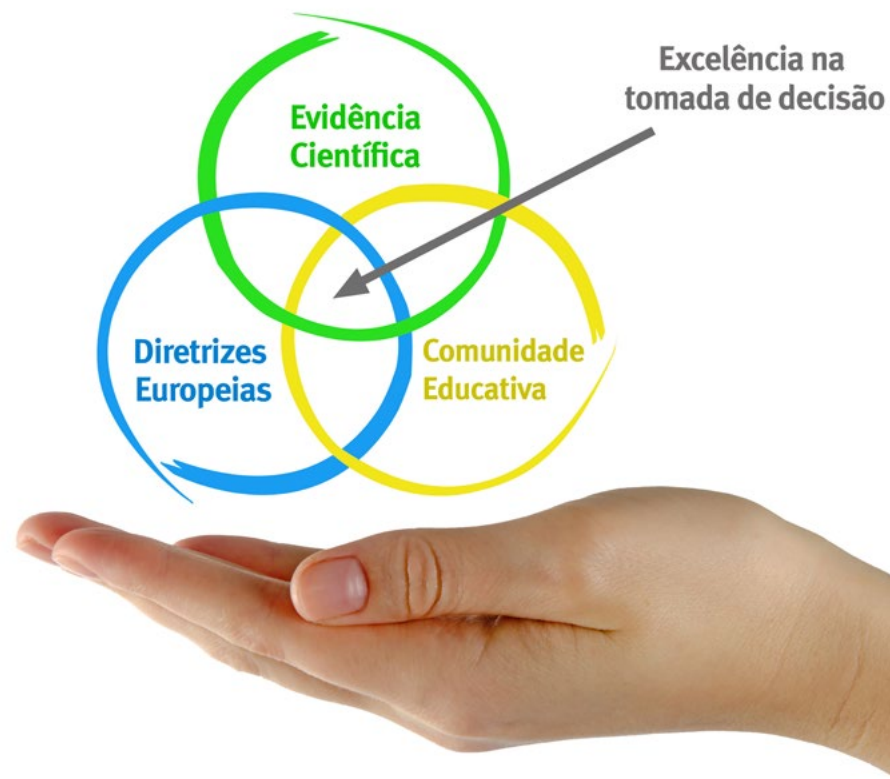 Excelência na
tomada de decisão
Evidência
Científica
Diretrizes
Europeias
Comunidade
Educativa